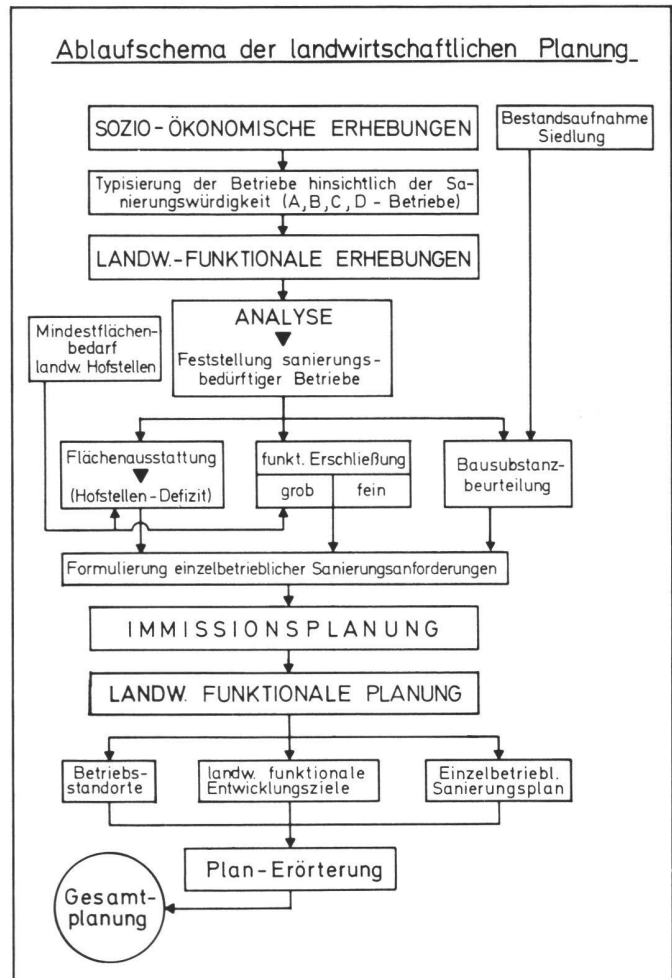 Ablaufschema der landwirtschaftlichen Planung
SOZIO-ÖKONOMISCHE ERHEBUNGEN
Bestandsaufnahme
Siedlung
Typisierung der Betriebe hinsichtlich der Sa-
nierungswürdigkeit (A,B,C,D - Betriebe)
LANDW.-FUNKTIONALE ERHEBUNGEN
Mindestflächen-
bedarf
landw. Hofstellen
ANALYSE
Feststellung sanierungs-
bedürftiger Betriebe
Flächenausstattung
(Hofstellen-Defizit)
funkt. Erschließung
grob
fein
Bausubstanz-
beurteilung
Formulierung einzelbetrieblicher Sanierungsanforderungen
IMMISSIONSPLANUNG
LANDW. FUNKTIONALE PLANUNG
Betriebs-
standorte
landw. funktionale
Entwicklungsziele
Einzelbetriebl.
Sanierungsplan
Plan-Erörterung
Gesamt-
planung